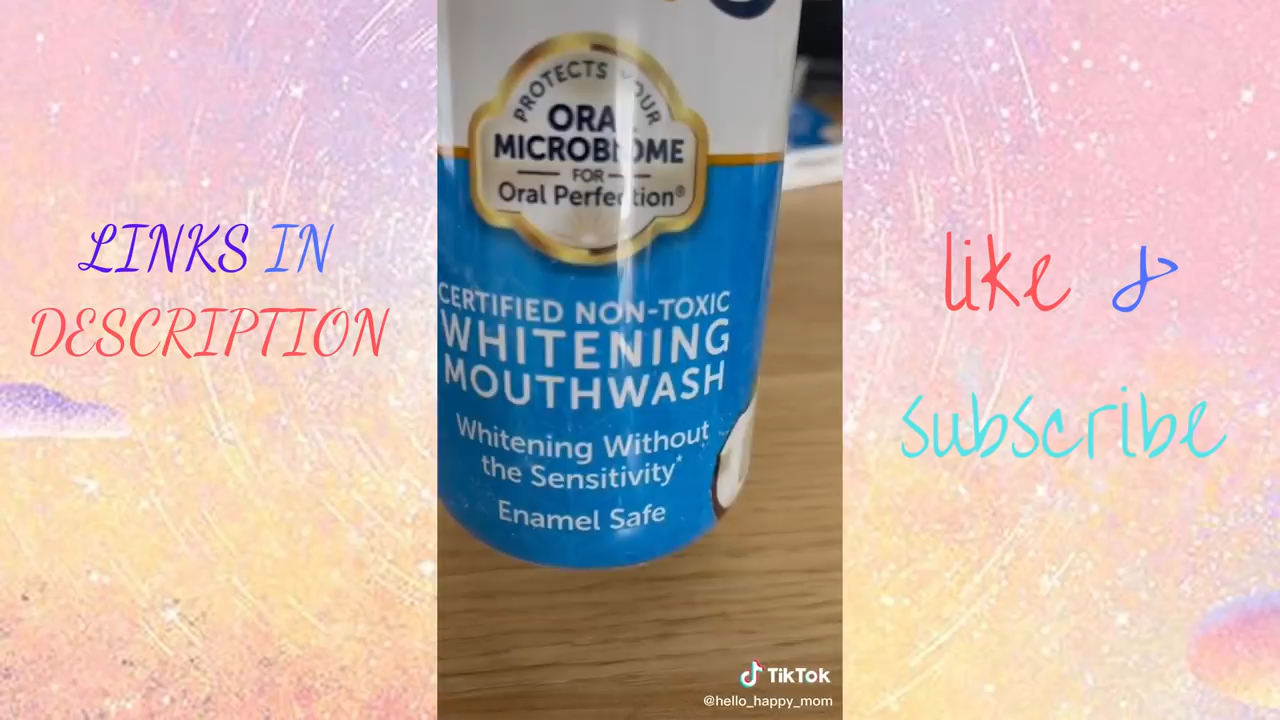 LINKS IN
DESCRIPTION
PROTECTS YOUR
ORAL
MICROBIOME
FOR
Oral Perfection®
CERTIFIED NON-TOXIC
WHITENING
MOUTHWASH
Whitening Without
the Sensitivity*
Enamel Safe
TikTok
@hello_happy_mom
like &
subscribe